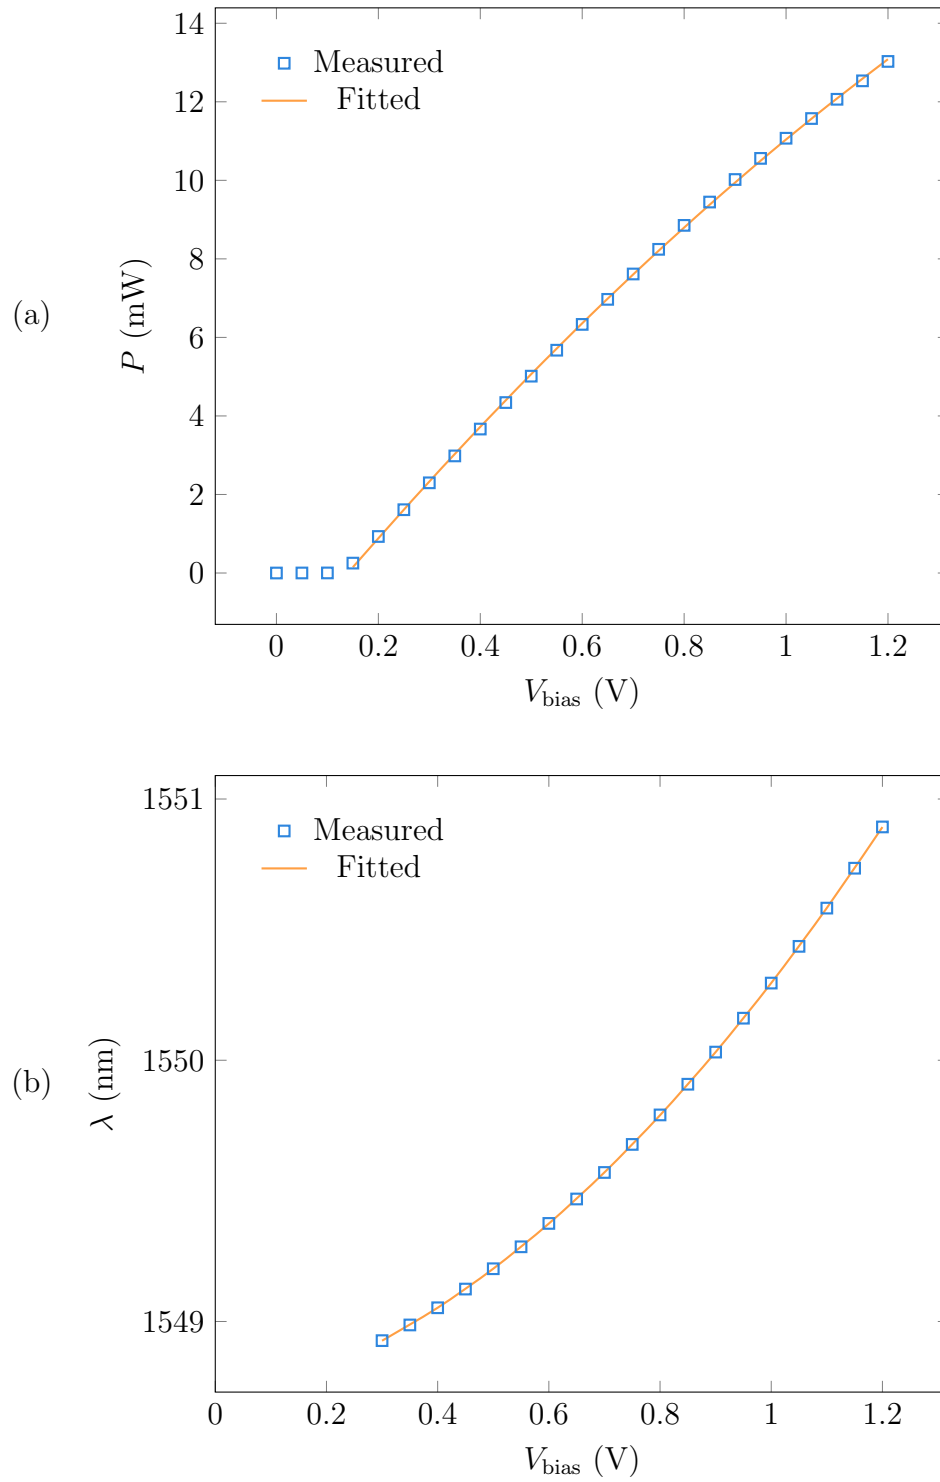 (a)
P (mW)
14
12
10
8
6
4
2
0
Measured
Fitted
0 0.2 0.4 0.6 0.8 1 1.2
V_bias (V)
(b)
λ (nm)
1551
1550
1549
Measured
Fitted
0 0.2 0.4 0.6 0.8 1 1.2
V_bias (V)